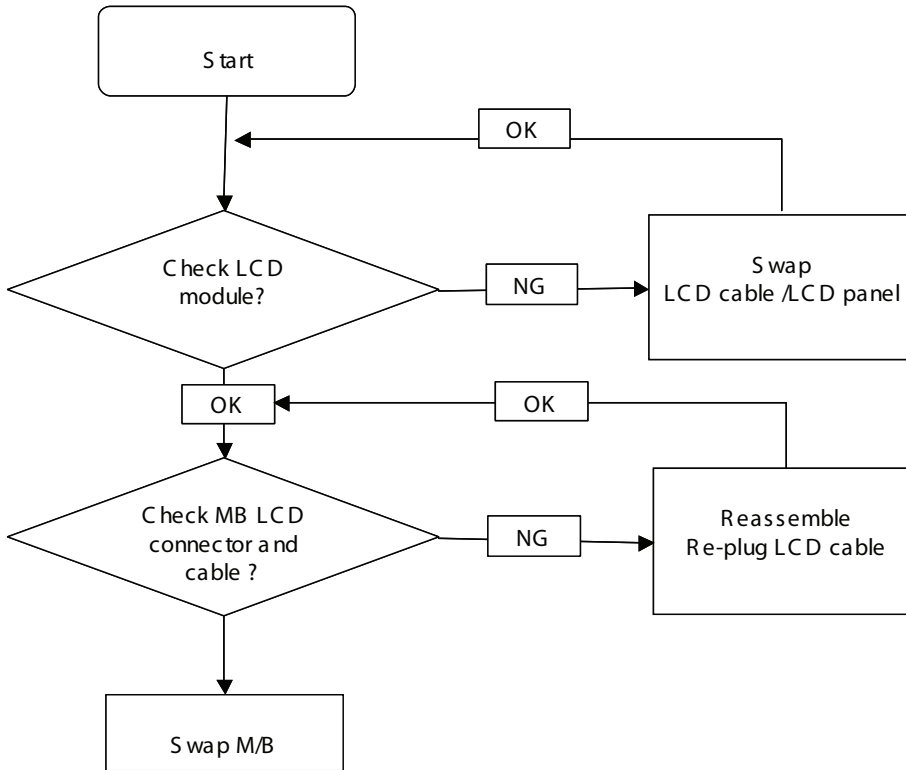 Start
OK
Check LCD
module?
NG
Swap
LCD cable /LCD panel
OK
OK
Check MB LCD
connector and
cable ?
NG
Reassemble
Re-plug LCD cable
Swap M/B